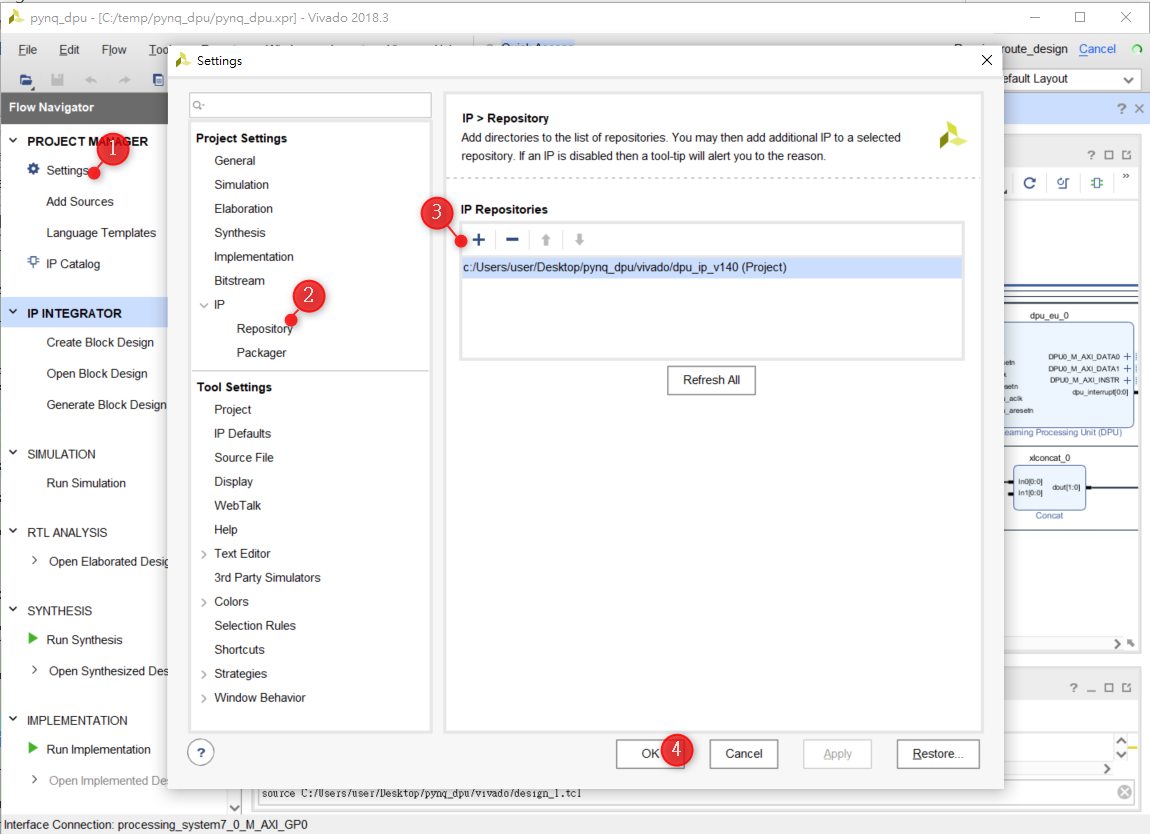 pynq_dpu - [C:/temp/pynq_dpu/pynq_dpu.xpr] - Vivado 2018.3
File Edit Flow
route_design Cancel
Quick Access
Default Layout
Flow Navigator
PROJECT MANAGER
1
Settings
Add Sources
Language Templates
IP Catalog
IP INTEGRATOR
Create Block Design
Open Block Design
Generate Block Design
SIMULATION
Run Simulation
RTL ANALYSIS
Open Elaborated Desig
SYNTHESIS
Run Synthesis
Open Synthesized Des
IMPLEMENTATION
Run Implementation
Open Implemented De
Settings
Project Settings
General
Simulation
Elaboration
Synthesis
Implementation
Bitstream
IP
2
Repository
Packager
Tool Settings
Project
IP Defaults
Source File
Display
WebTalk
Help
Text Editor
3rd Party Simulators
Colors
Selection Rules
Shortcuts
Strategies
Window Behavior
IP > Repository
Add directories to the list of repositories. You may then add additional IP to a selected
repository. If an IP is disabled then a tool-tip will alert you to the reason.
3
IP Repositories
c:/Users/user/Desktop/pynq_dpu/vivado/dpu_ip_v140 (Project)
Refresh All
OK
4
Cancel
Apply
Restore...
?
dpu_eu_0
DPU0_M_AXI_DATA0
DPU0_M_AXI_DATA1
DPU0_M_AXI_INSTR
dpu_interrupt[0:0]
_aresetn
earning Processing Unit (DPU)
xlconcat_0
In0[0:0]
In1[0:0]
dout[1:0]
Concat
source C:/Users/user/Desktop/pynq_dpu/vivado/design_1.tcl
Interface Connection: processing_system7_0_M_AXI_GP0